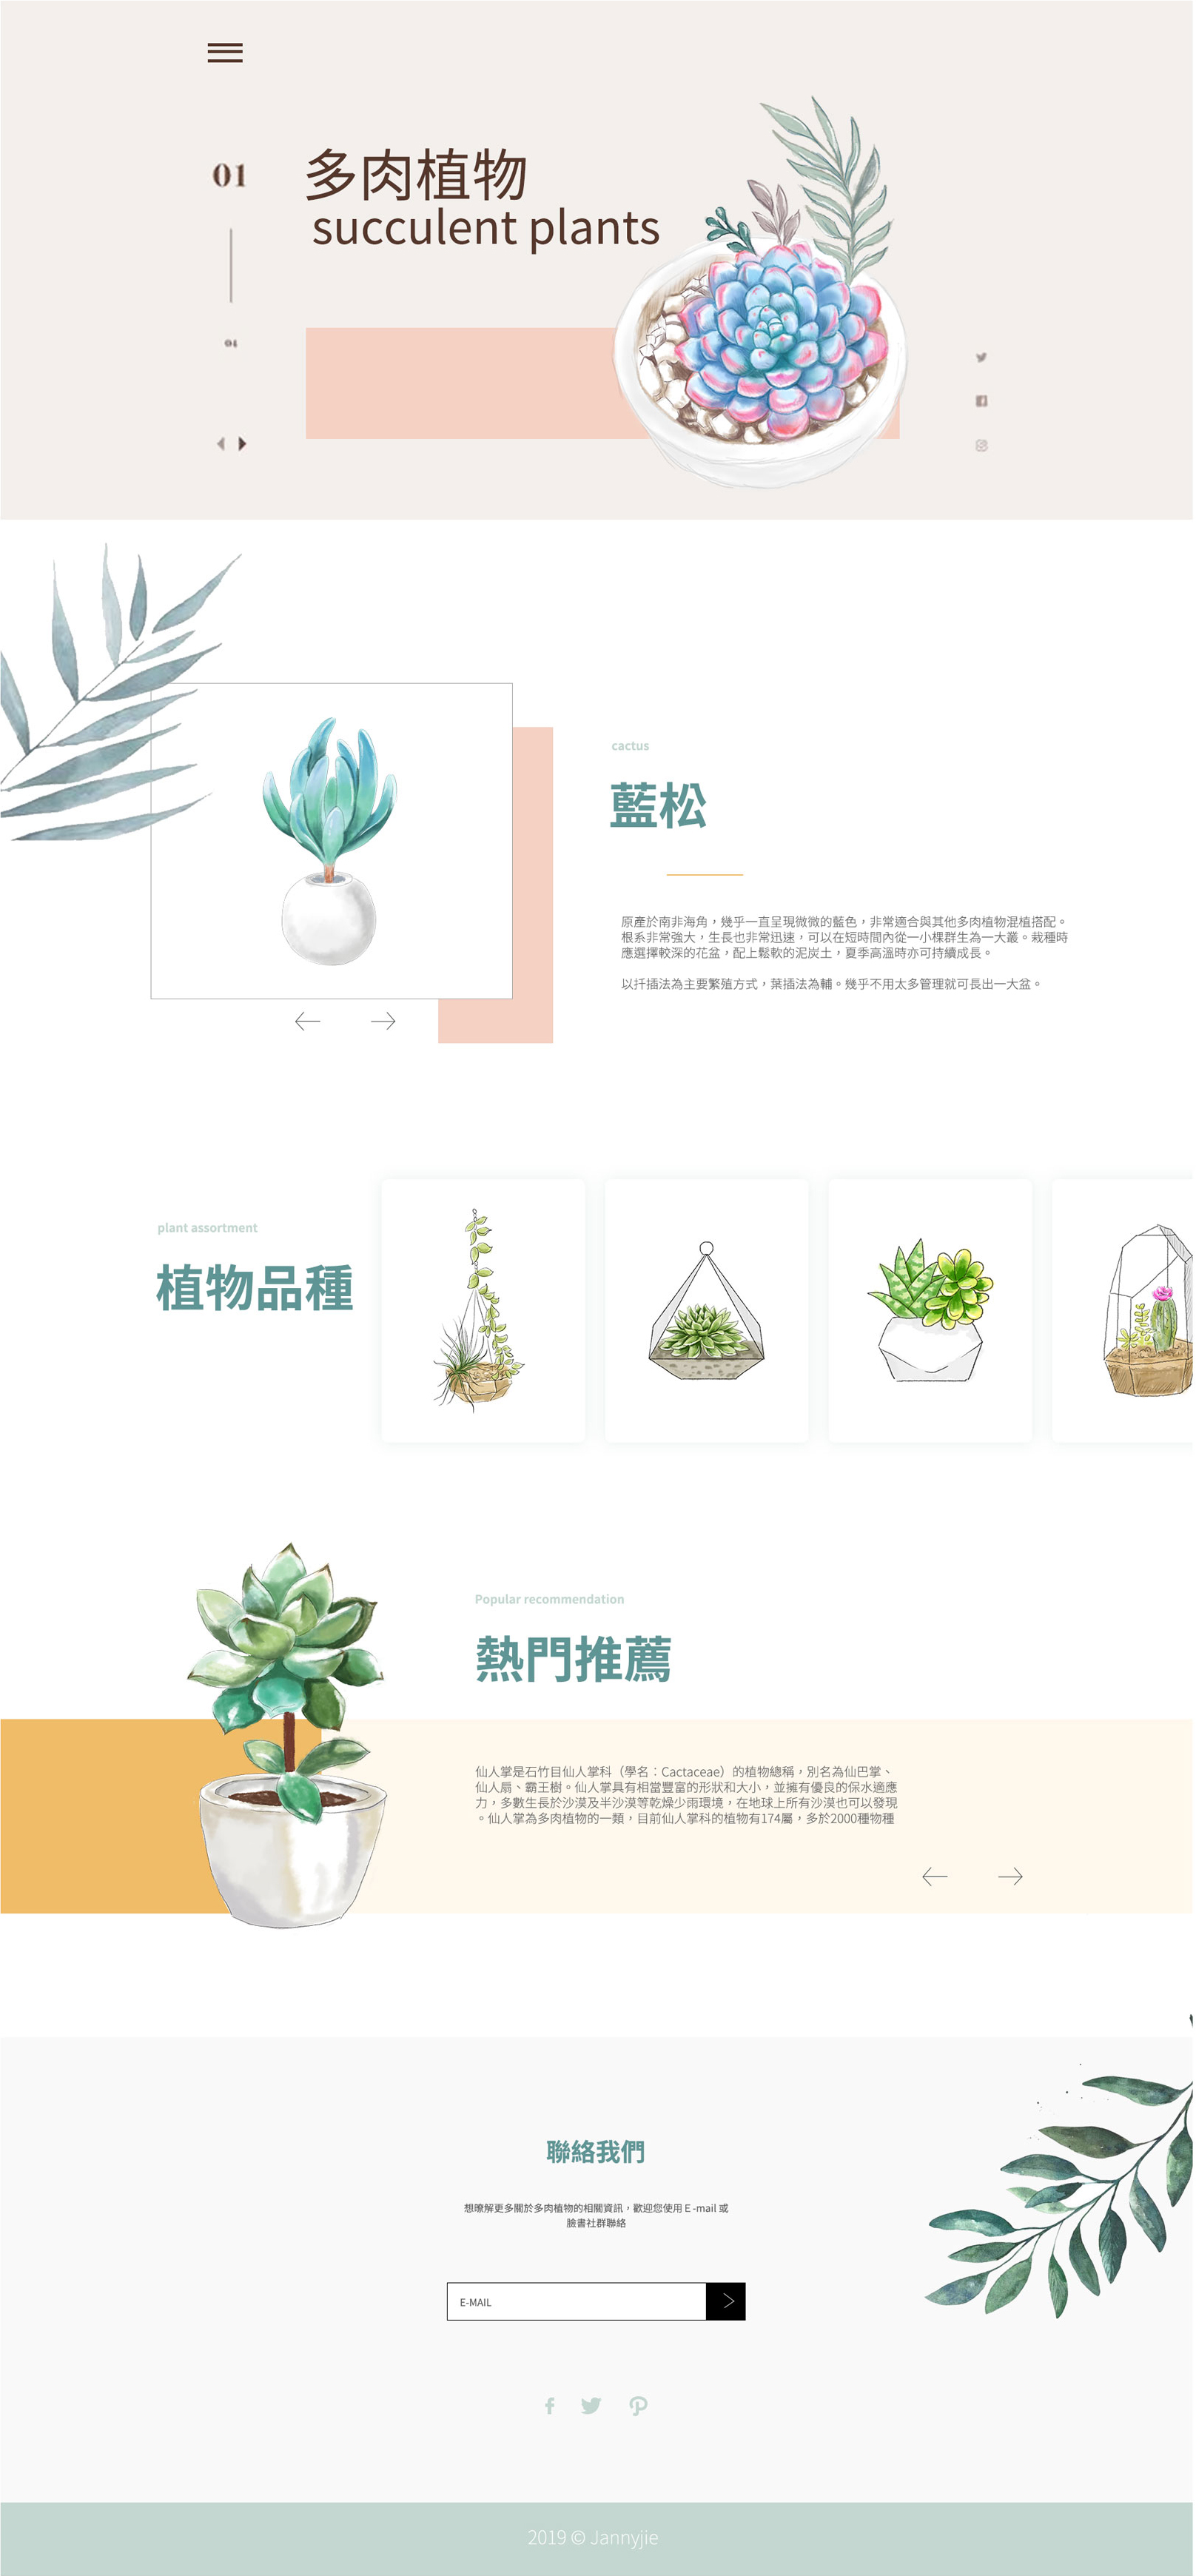 01
多肉植物
succulent plants
04
cactus
藍松
原產於南非海角，幾乎一直呈現微微的藍色，非常適合與其他多肉植物混植搭配。
根系非常強大，生長也非常迅速，可以在短時間內從一小棵群生為一大叢。栽種時
應選擇較深的花盆，配上鬆軟的泥炭土，夏季高溫時亦可持續成長。
以扦插法為主要繁殖方式，葉插法為輔。幾乎不用太多管理就可長出一大盆。
plant assortment
植物品種
Popular recommendation
熱門推薦
仙人掌是石竹目仙人掌科（學名：Cactaceae）的植物總稱，別名為仙巴掌、
仙人扇、霸王樹。仙人掌具有相當豐富的形狀和大小，並擁有優良的保水適應
力，多數生長於沙漠及半沙漠等乾燥少雨環境，在地球上所有沙漠也可以發現
。仙人掌為多肉植物的一類，目前仙人掌科的植物有174屬，多於2000種物種
聯絡我們
想暸解更多關於多肉植物的相關資訊，歡迎您使用 E -mail 或
臉書社群聯絡
E-MAIL
2019 © Jannyjie